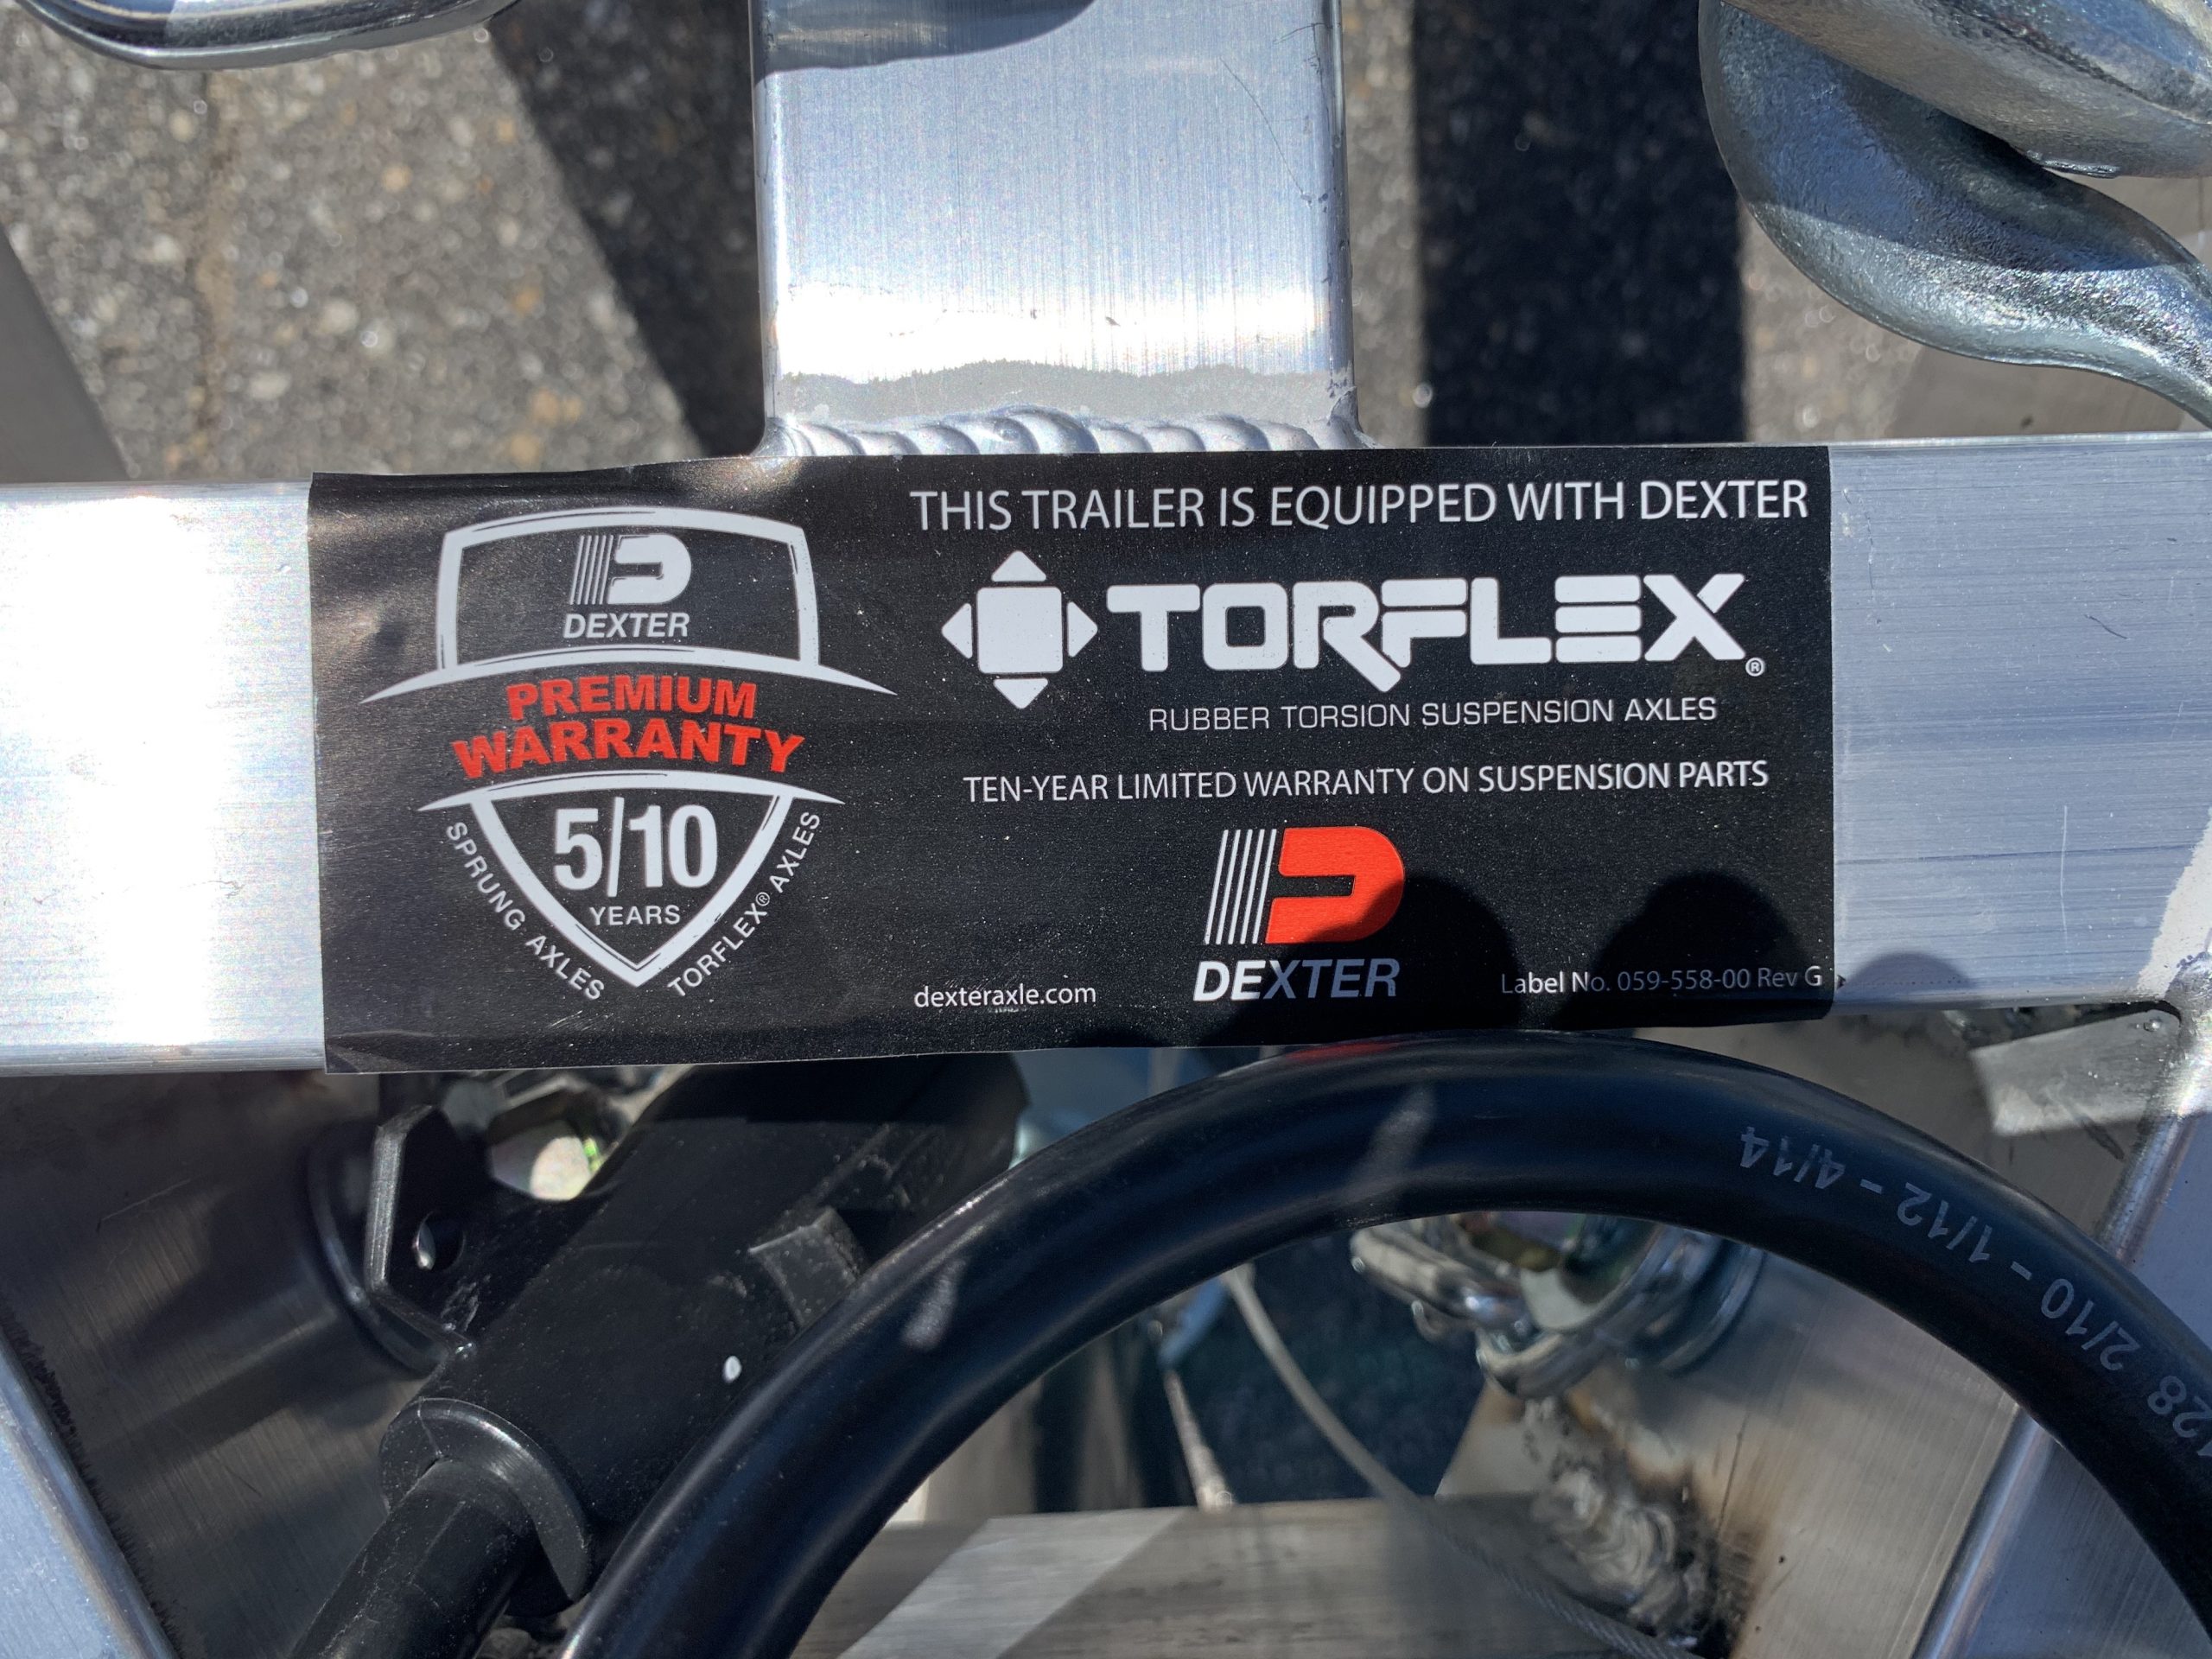 DEXTER
PREMIUM
WARRANTY
5/10
YEARS
SPRUNG AXLES
TORFLEX® AXLES
THIS TRAILER IS EQUIPPED WITH DEXTER
TORFLEX®
RUBBER TORSION SUSPENSION AXLES
TEN-YEAR LIMITED WARRANTY ON SUSPENSION PARTS
DEXTER
dexteraxle.com
Label No. 059-558-00 Rev G
2/10 - 1/12 - 4/14